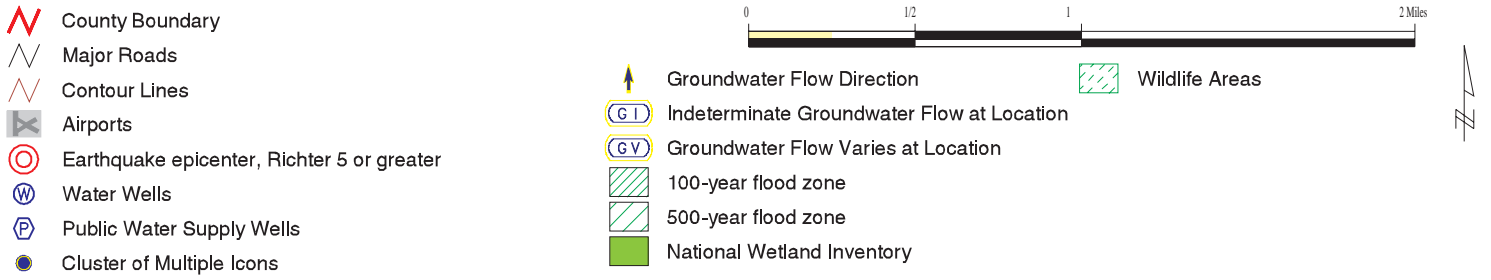 County Boundary
Major Roads
Contour Lines
Airports
Earthquake epicenter, Richter 5 or greater
W Water Wells
P Public Water Supply Wells
Cluster of Multiple Icons
0 1/2 1 2 Miles
Groundwater Flow Direction
G I Indeterminate Groundwater Flow at Location
G V Groundwater Flow Varies at Location
100-year flood zone
500-year flood zone
National Wetland Inventory
Wildlife Areas
N